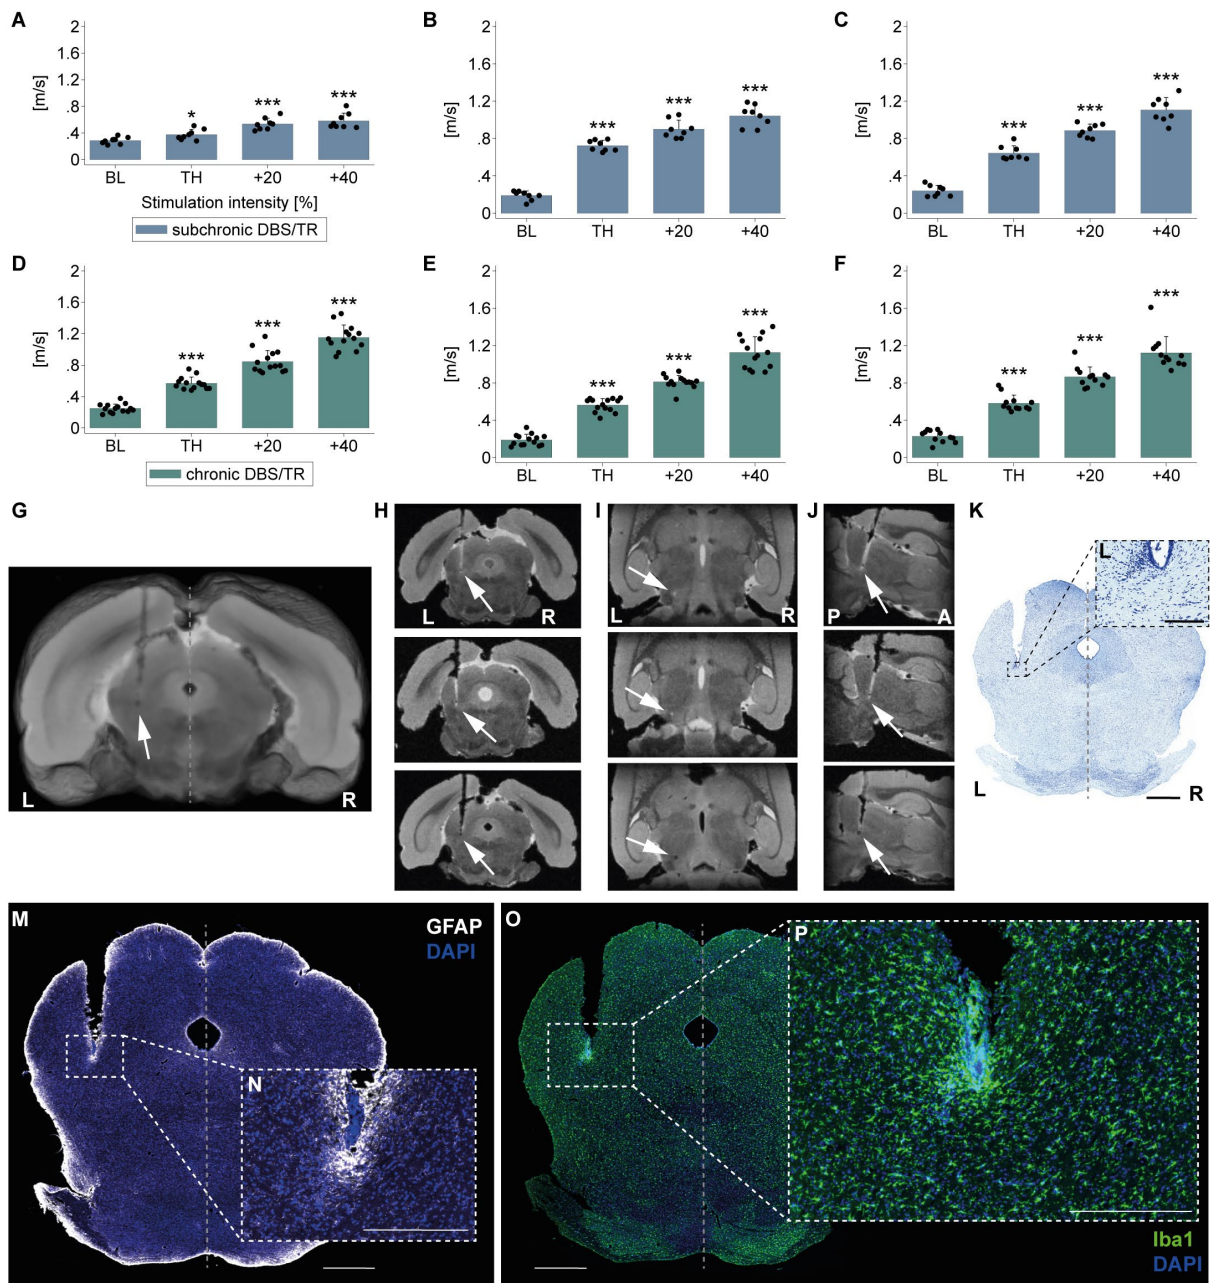 A
B
C
2
1.6
1.2
.8
.4
0
[m/s]
*
***
***
BL
TH
+20
+40
Stimulation intensity [%]
subchronic DBS/TR
2
1.6
1.2
.8
.4
0
[m/s]
***
***
***
BL
TH
+20
+40
2
1.6
1.2
.8
.4
0
[m/s]
***
***
***
BL
TH
+20
+40
D
E
F
2
1.6
1.2
.8
.4
0
[m/s]
***
***
***
BL
TH
+20
+40
chronic DBS/TR
2
1.6
1.2
.8
.4
0
[m/s]
***
***
***
BL
TH
+20
+40
2
1.6
1.2
.8
.4
0
[m/s]
***
***
***
BL
TH
+20
+40
G
L
R
H
L
R
I
L
R
J
P
A
K
L
L
R
M
GFAP
DAPI
N
O
P
Iba1
DAPI